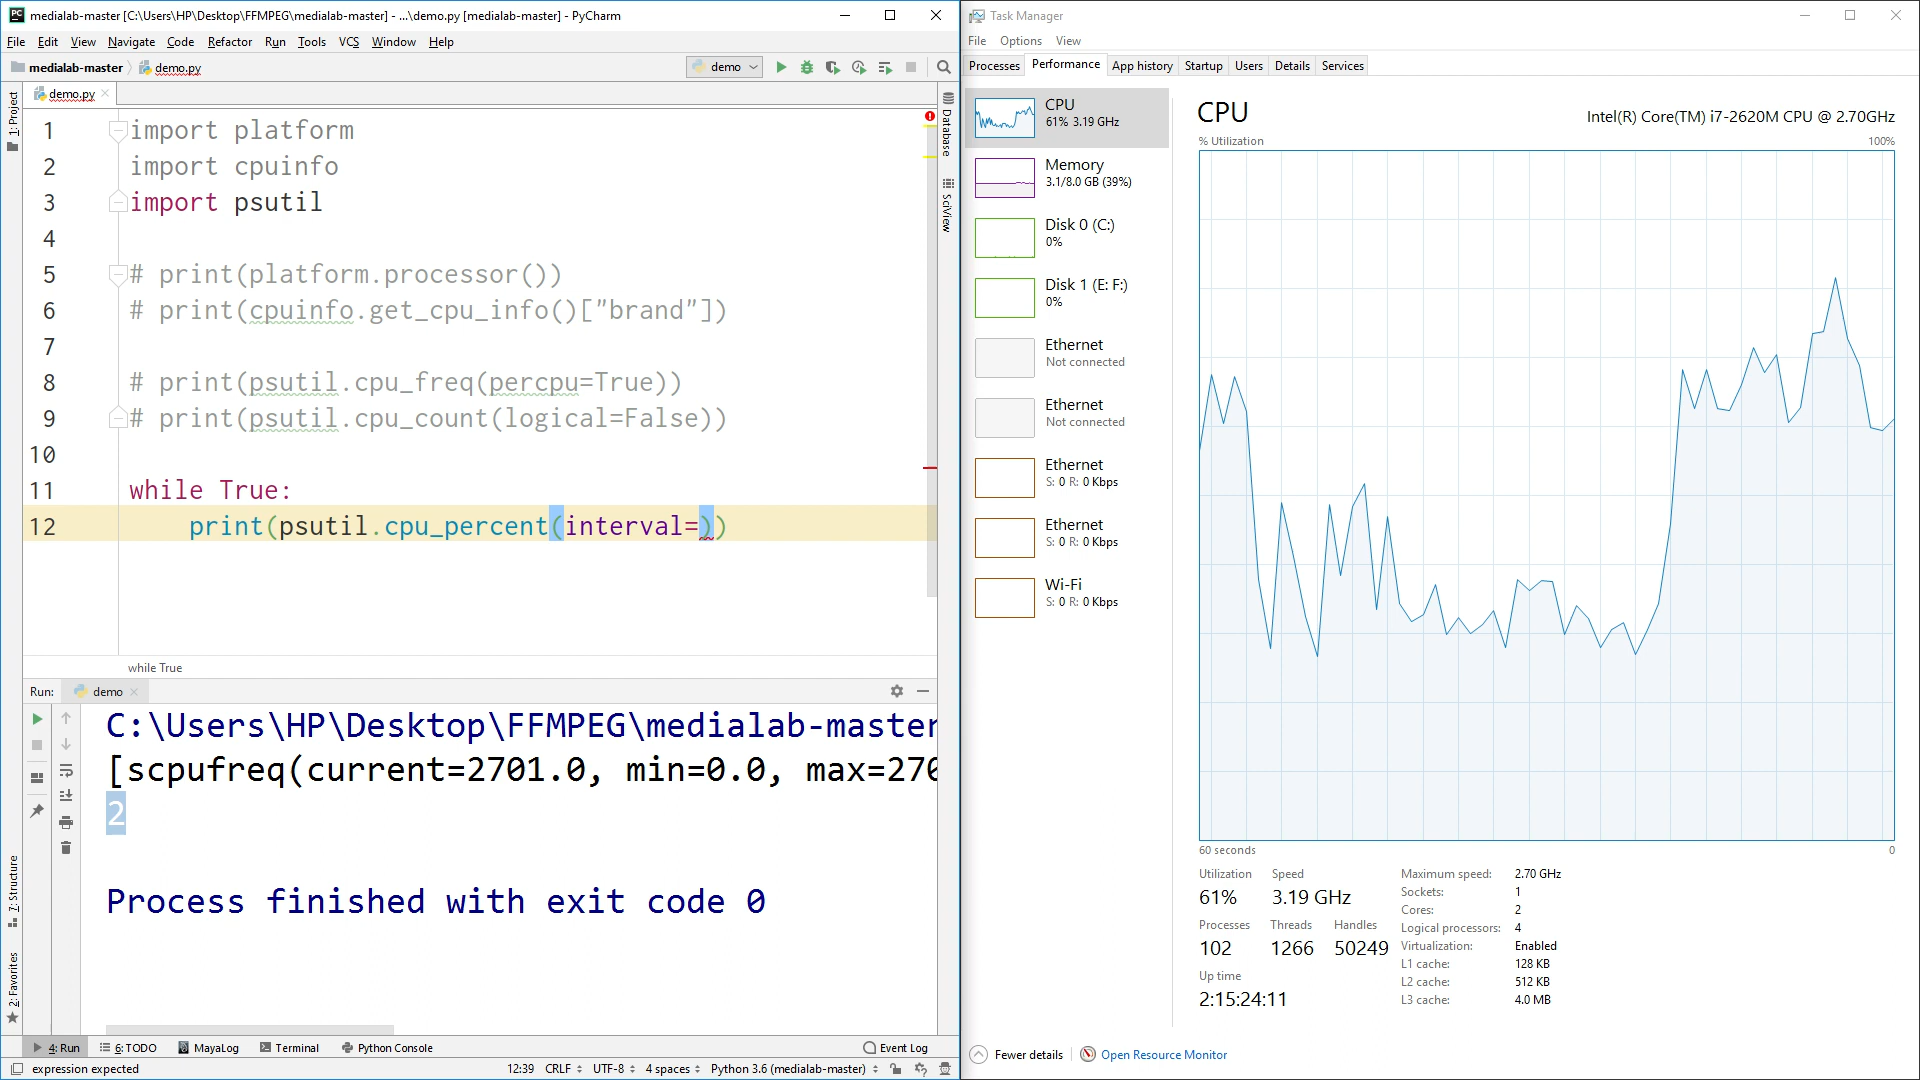 medialab-master [C:\Users\HP\Desktop\FFMPEG\medialab-master] - ...\demo.py [medialab-master] - PyCharm
File Edit View Navigate Code Refactor Run Tools VCS Window Help
medialab-master demo.py
demo
demo.py
1: Project
Database
SciView
1 import platform
2 import cpuinfo
3 import psutil
4
5 # print(platform.processor())
6 # print(cpuinfo.get_cpu_info()["brand"])
7
8 # print(psutil.cpu_freq(percpu=True))
9 # print(psutil.cpu_count(logical=False))
10
11 while True:
12 print(psutil.cpu_percent(interval=))
while True
Run: demo
C:\Users\HP\Desktop\FFMPEG\medialab-master
[scpufreq(current=2701.0, min=0.0, max=270
2
Process finished with exit code 0
7: Structure
2: Favorites
4: Run 6: TODO MayaLog Terminal Python Console Event Log
expression expected 12:39 CRLF UTF-8 4 spaces Python 3.6 (medialab-master)
Task Manager
File Options View
Processes Performance App history Startup Users Details Services
CPU
61% 3.19 GHz
Memory
3.1/8.0 GB (39%)
Disk 0 (C:)
0%
Disk 1 (E: F:)
0%
Ethernet
Not connected
Ethernet
Not connected
Ethernet
S: 0 R: 0 Kbps
Ethernet
S: 0 R: 0 Kbps
Wi-Fi
S: 0 R: 0 Kbps
CPU Intel(R) Core(TM) i7-2620M CPU @ 2.70GHz
% Utilization 100%
60 seconds 0
Utilization Speed
61% 3.19 GHz
Processes Threads Handles
102 1266 50249
Up time
2:15:24:11
Maximum speed: 2.70 GHz
Sockets: 1
Cores: 2
Logical processors: 4
Virtualization: Enabled
L1 cache: 128 KB
L2 cache: 512 KB
L3 cache: 4.0 MB
Fewer details Open Resource Monitor